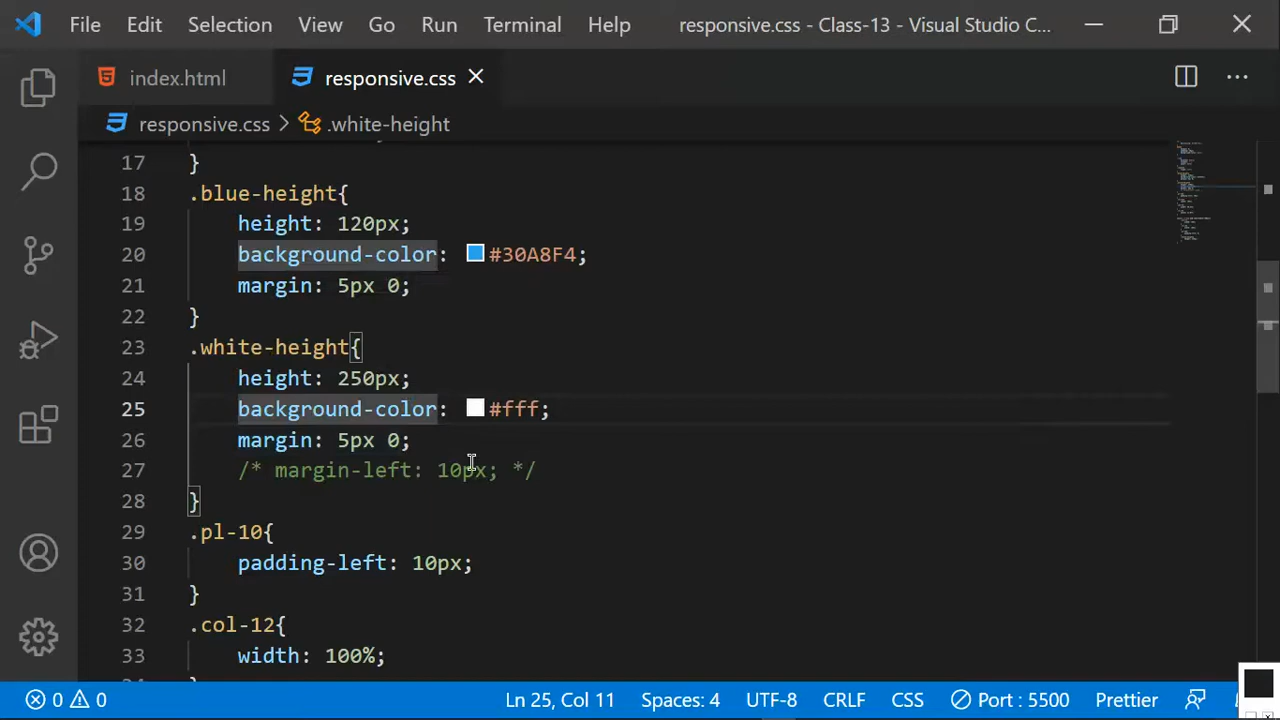 File Edit Selection View Go Run Terminal Help responsive.css - Class-13 - Visual Studio C...
index.html responsive.css
responsive.css > .white-height
17 }
18 .blue-height{
19 height: 120px;
20 background-color: #30A8F4;
21 margin: 5px 0;
22 }
23 .white-height{
24 height: 250px;
25 background-color: #fff;
26 margin: 5px 0;
27 /* margin-left: 10px; */
28 }
29 .pl-10{
30 padding-left: 10px;
31 }
32 .col-12{
33 width: 100%;
0 0 Ln 25, Col 11 Spaces: 4 UTF-8 CRLF CSS Port : 5500 Prettier